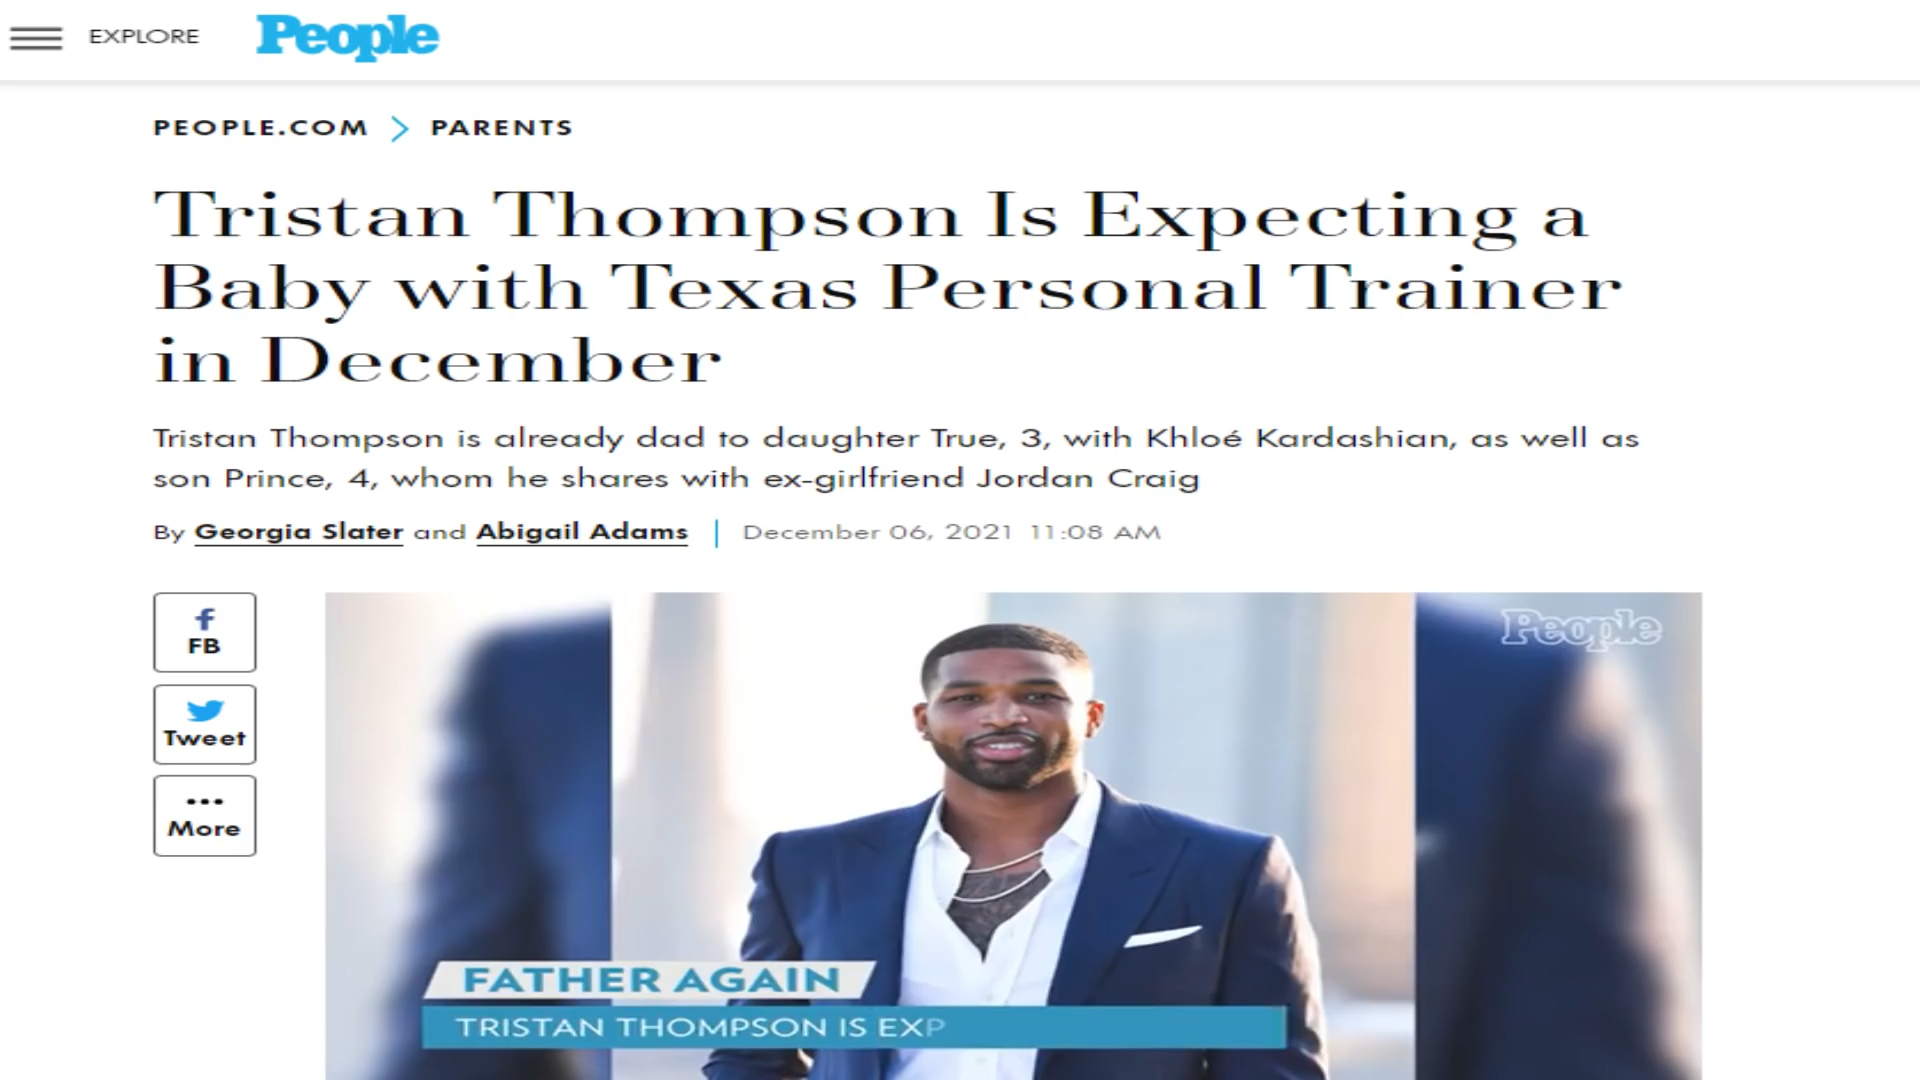 EXPLORE People
PEOPLE.COM > PARENTS
Tristan Thompson Is Expecting a
Baby with Texas Personal Trainer
in December
Tristan Thompson is already dad to daughter True, 3, with Khloé Kardashian, as well as
son Prince, 4, whom he shares with ex-girlfriend Jordan Craig
By Georgia Slater and Abigail Adams | December 06, 2021 11:08 AM
f
FB
People
Tweet
More
FATHER AGAIN
TRISTAN THOMPSON IS EXP